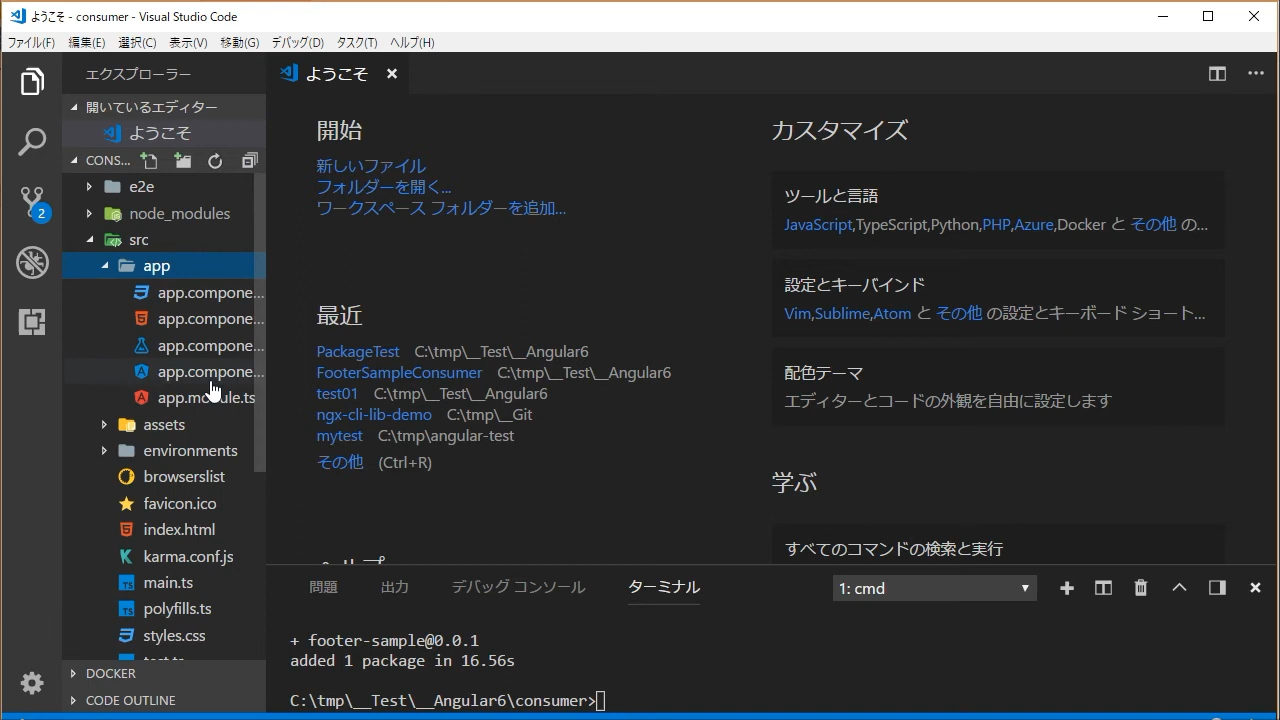 ようこそ - consumer - Visual Studio Code
ファイル(F) 編集(E) 選択(C) 表示(V) 移動(G) デバッグ(D) タスク(T) ヘルプ(H)
エクスプローラー
開いているエディター
ようこそ
CONS...
e2e
node_modules
src
app
app.compone...
app.compone...
app.compone...
app.compone...
app.module.ts
assets
environments
browserslist
favicon.ico
index.html
karma.conf.js
main.ts
polyfills.ts
styles.css
test.ts
DOCKER
CODE OUTLINE
2
ようこそ
開始
新しいファイル
フォルダーを開く...
ワークスペース フォルダーを追加...
最近
PackageTest C:\tmp\__Test\__Angular6
FooterSampleConsumer C:\tmp\__Test\__Angular6
test01 C:\tmp\__Test\__Angular6
ngx-cli-lib-demo C:\tmp\__Git
mytest C:\tmp\angular-test
その他 (Ctrl+R)
ヘルプ
カスタマイズ
ツールと言語
JavaScript,TypeScript,Python,PHP,Azure,Docker と その他 の...
設定とキーバインド
Vim,Sublime,Atom と その他 の設定とキーボード ショート...
配色テーマ
エディターとコードの外観を自由に設定します
学ぶ
すべてのコマンドの検索と実行
問題 出力 デバッグ コンソール ターミナル 1: cmd
+ footer-sample@0.0.1
added 1 package in 16.56s
C:\tmp\__Test\__Angular6\consumer>